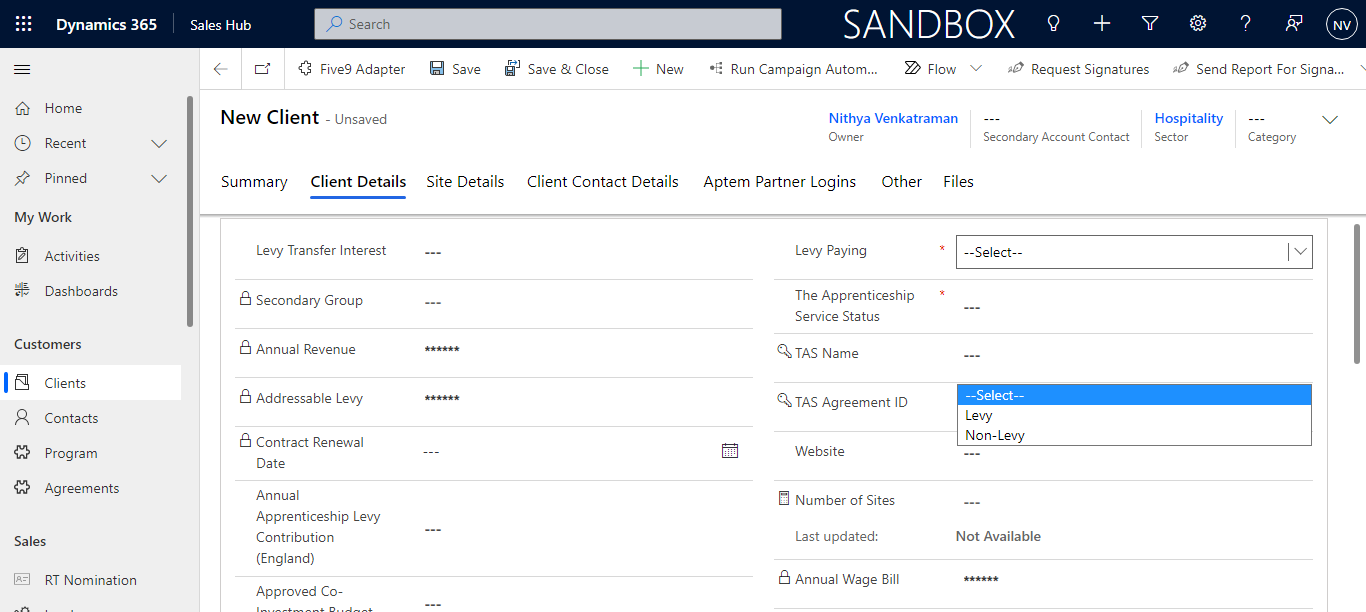 Dynamics 365
Sales Hub
Search
SANDBOX
NV
Five9 Adapter
Save
Save & Close
New
Run Campaign Autom...
Flow
Request Signatures
Send Report For Signa...
Home
Recent
Pinned
My Work
Activities
Dashboards
Customers
Clients
Contacts
Program
Agreements
Sales
RT Nomination
New Client - Unsaved
Nithya Venkatraman
Owner
---
Secondary Account Contact
Hospitality
Sector
---
Category
Summary
Client Details
Site Details
Client Contact Details
Aptem Partner Logins
Other
Files
Levy Transfer Interest
---
Secondary Group
---
Annual Revenue
******
Addressable Levy
******
Contract Renewal
Date
---
Annual
Apprenticeship Levy
Contribution
(England)
---
Approved Co-
Investment Budget
---
Levy Paying
*
--Select--
The Apprenticeship
Service Status
*
---
TAS Name
---
TAS Agreement ID
--Select--
Levy
Non-Levy
Website
---
Number of Sites
---
Last updated:
Not Available
Annual Wage Bill
******